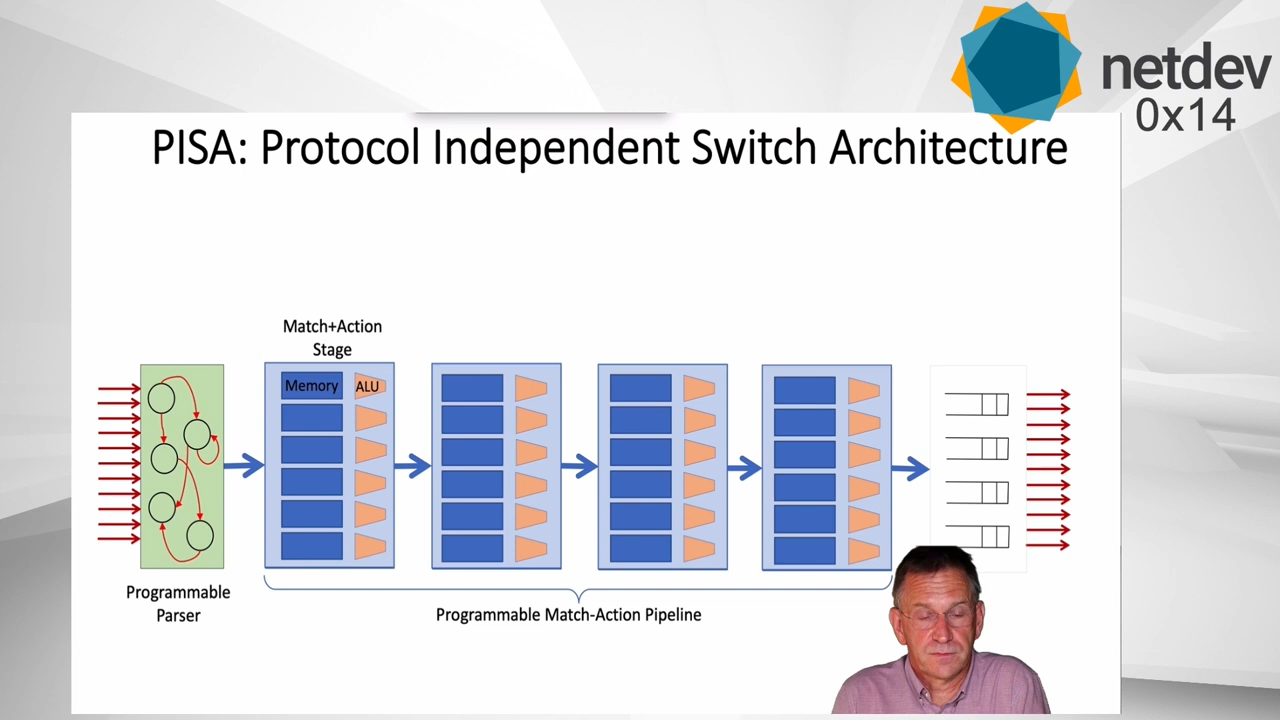 netdev
0x14
PISA: Protocol Independent Switch Architecture
Match+Action
Stage
Memory
ALU
Programmable
Parser
Programmable Match-Action Pipeline